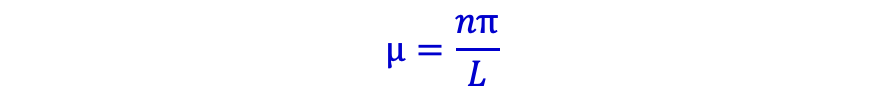 μ = nπ/L